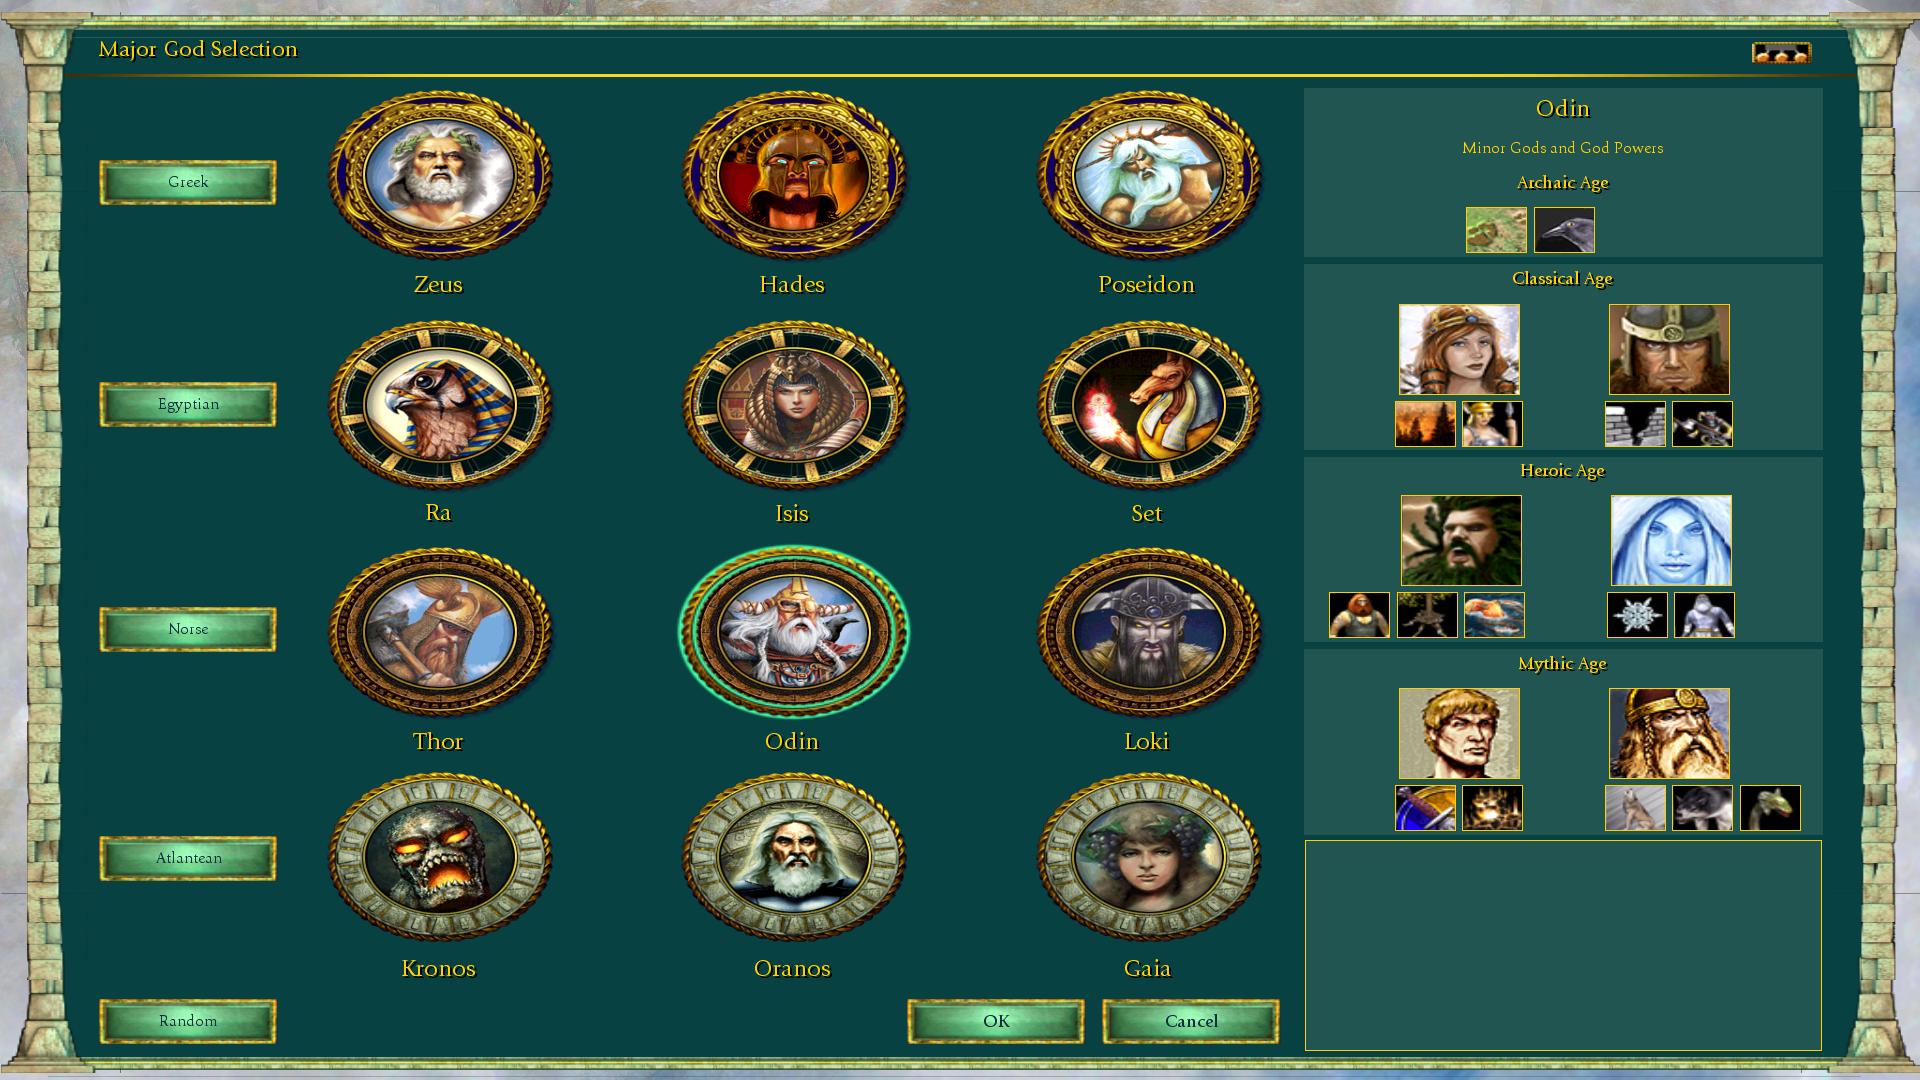 Major God Selection
Greek
Zeus
Hades
Poseidon
Egyptian
Ra
Isis
Set
Norse
Thor
Odin
Loki
Atlantean
Kronos
Oranos
Gaia
Random
OK
Cancel
Odin
Minor Gods and God Powers
Archaic Age
Classical Age
Heroic Age
Mythic Age